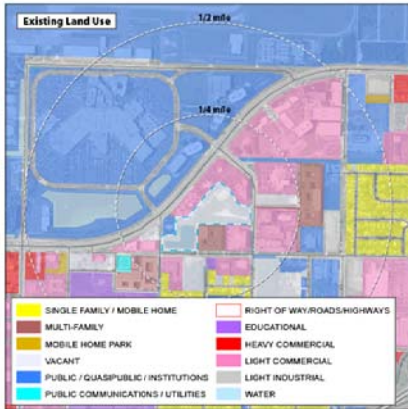 Existing Land Use
1/2 mile
1/4 mile
SINGLE FAMILY / MOBILE HOME
MULTI-FAMILY
MOBILE HOME PARK
VACANT
PUBLIC / QUASIPUBLIC / INSTITUTIONS
PUBLIC COMMUNICATIONS / UTILITIES
RIGHT OF WAY/ROADS/HIGHWAYS
EDUCATIONAL
HEAVY COMMERCIAL
LIGHT COMMERCIAL
LIGHT INDUSTRIAL
WATER